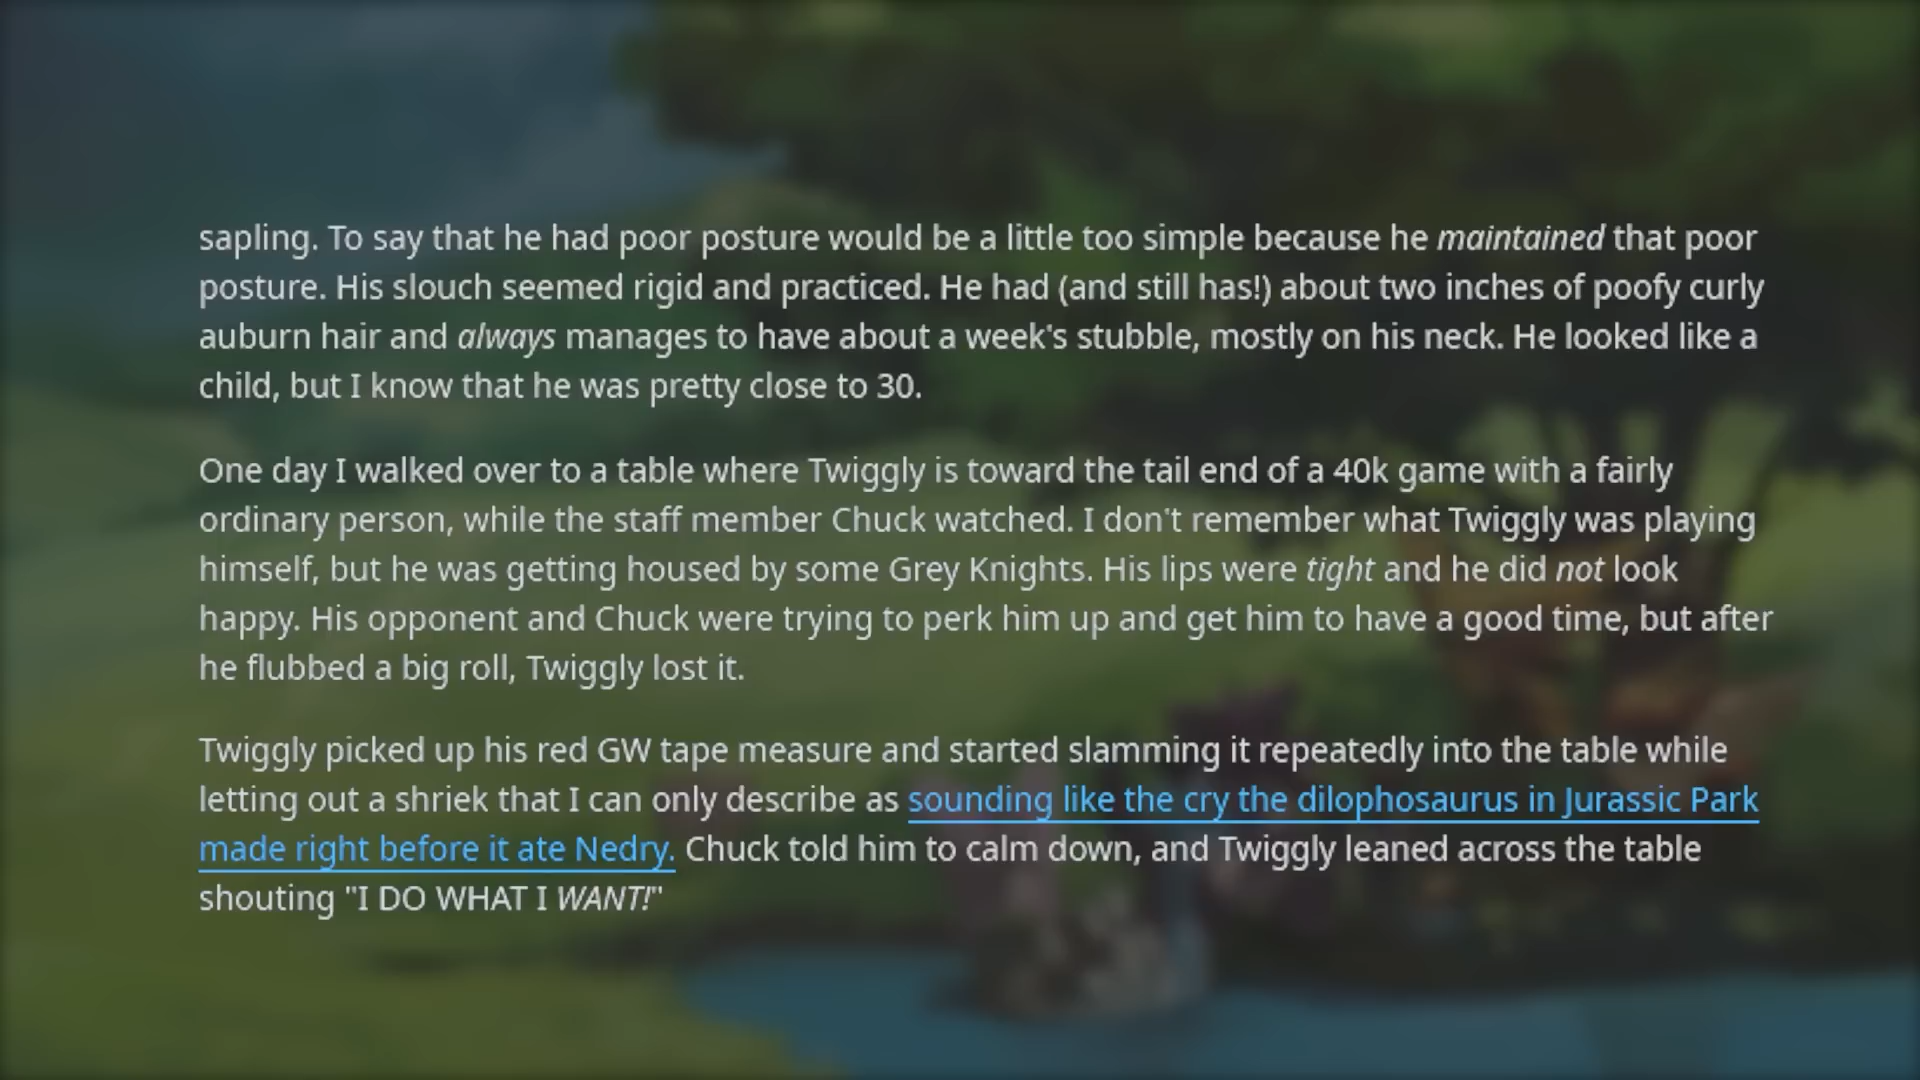 sapling. To say that he had poor posture would be a little too simple because he maintained that poor
posture. His slouch seemed rigid and practiced. He had (and still has!) about two inches of poofy curly
auburn hair and always manages to have about a week's stubble, mostly on his neck. He looked like a
child, but I know that he was pretty close to 30.
One day I walked over to a table where Twiggly is toward the tail end of a 40k game with a fairly
ordinary person, while the staff member Chuck watched. I don't remember what Twiggly was playing
himself, but he was getting housed by some Grey Knights. His lips were tight and he did not look
happy. His opponent and Chuck were trying to perk him up and get him to have a good time, but after
he flubbed a big roll, Twiggly lost it.
Twiggly picked up his red GW tape measure and started slamming it repeatedly into the table while
letting out a shriek that I can only describe as sounding like the cry the dilophosaurus in Jurassic Park
made right before it ate Nedry. Chuck told him to calm down, and Twiggly leaned across the table
shouting "I DO WHAT I WANT!"